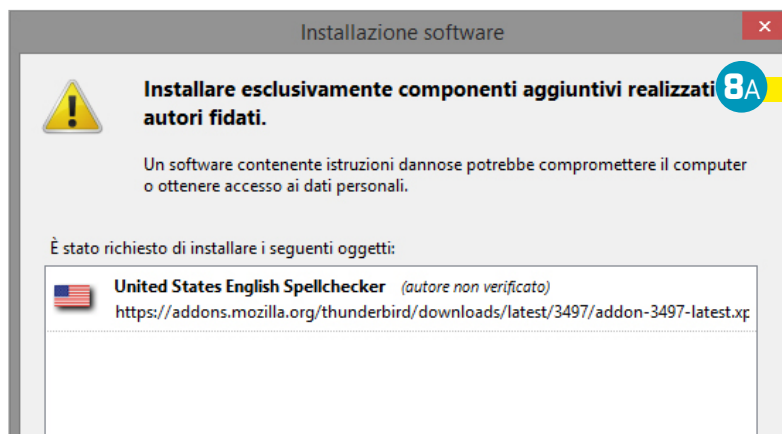 Installazione software
8A
Installare esclusivamente componenti aggiuntivi realizzati
autori fidati.
Un software contenente istruzioni dannose potrebbe compromettere il computer
o ottenere accesso ai dati personali.
È stato richiesto di installare i seguenti oggetti:
United States English Spellchecker (autore non verificato)
https://addons.mozilla.org/thunderbird/downloads/latest/3497/addon-3497-latest.xp